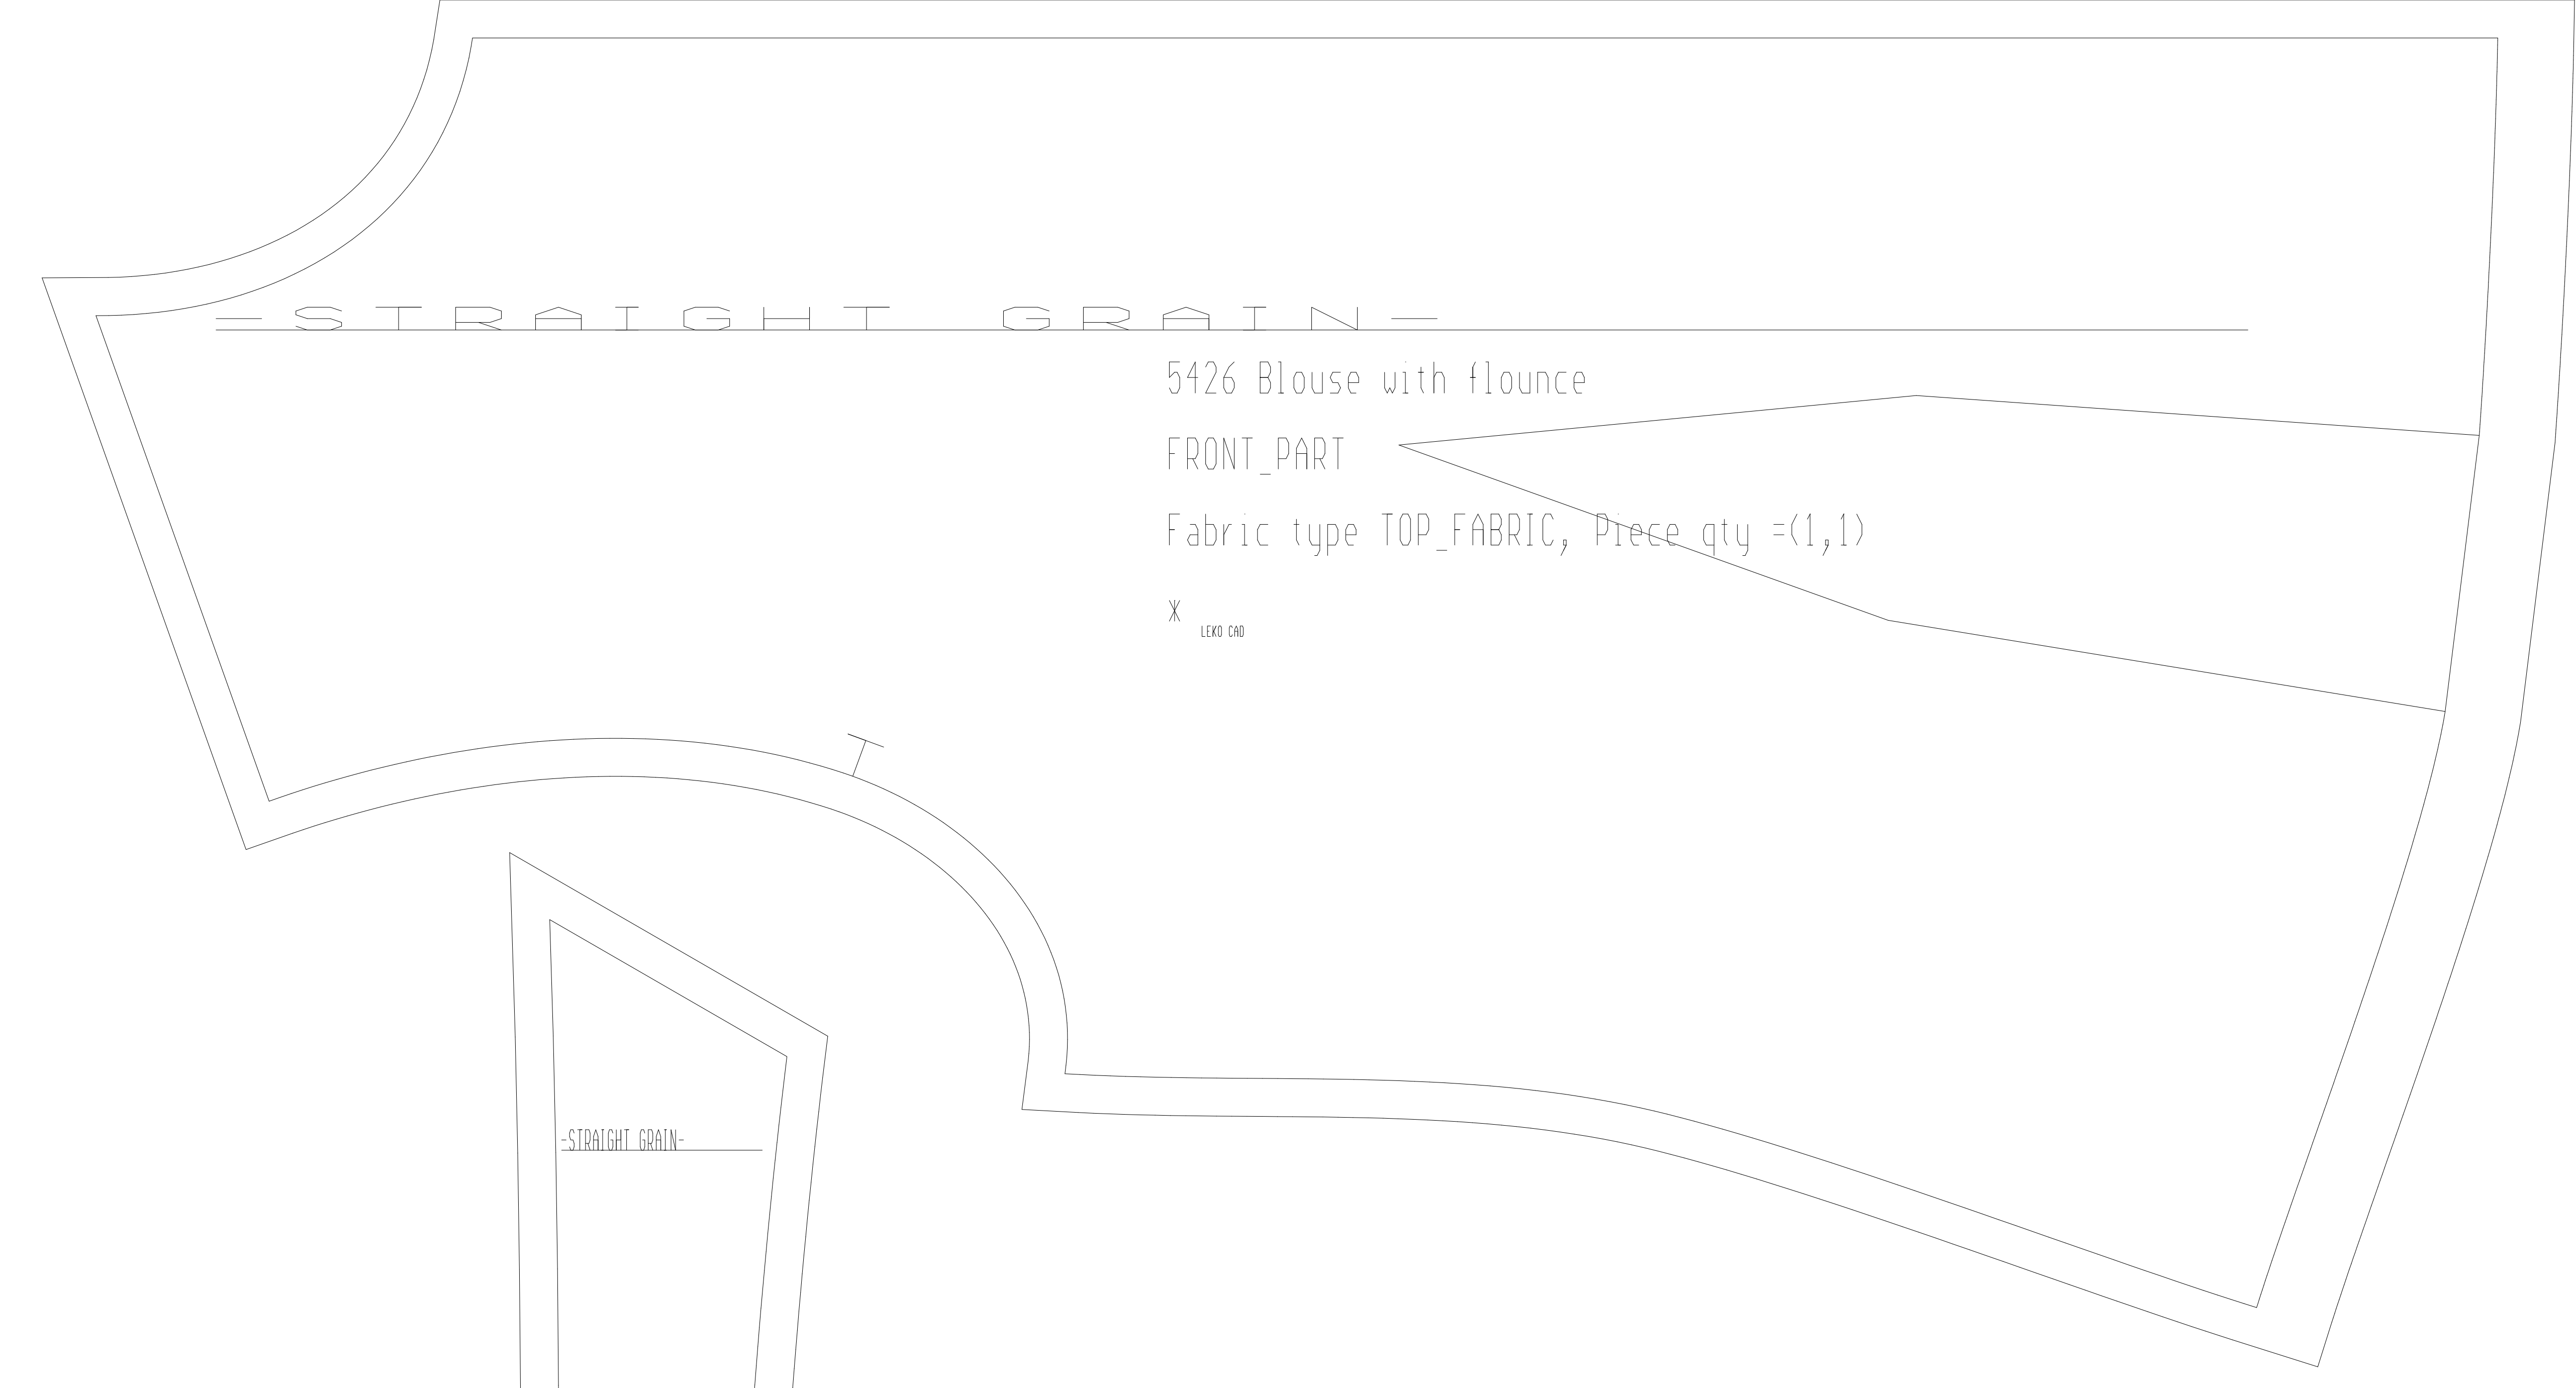 -STRAIGHT GRAIN-
5426 Blouse with flounce
FRONT_PART
Fabric type TOP_FABRIC, Piece qty =(1,1)
*
LEKO CAD
-STRAIGHT GRAIN-